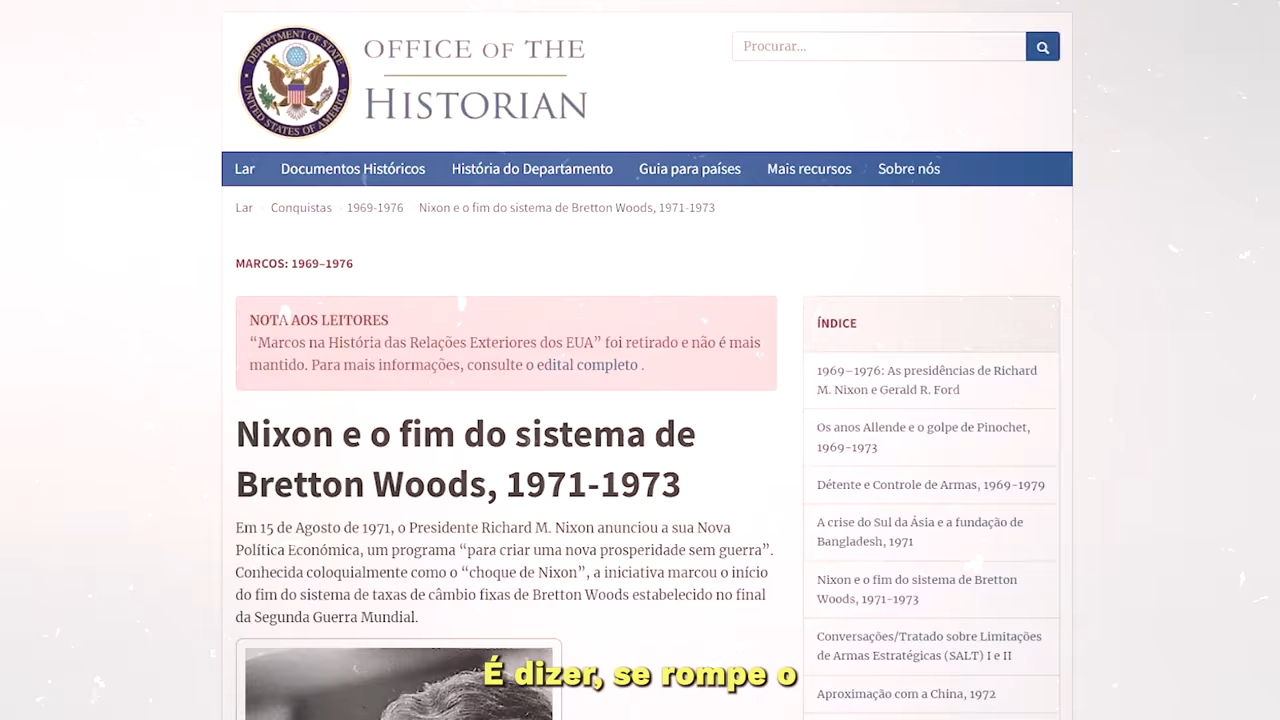 DEPARTMENT OF STATE
UNITED STATES OF AMERICA
OFFICE OF THE
HISTORIAN
Procurar...
Lar Documentos Históricos História do Departamento Guia para países Mais recursos Sobre nós
Lar Conquistas 1969-1976 Nixon e o fim do sistema de Bretton Woods, 1971-1973
MARCOS: 1969–1976
NOTA AOS LEITORES
“Marcos na História das Relações Exteriores dos EUA” foi retirado e não é mais
mantido. Para mais informações, consulte o edital completo .
Nixon e o fim do sistema de
Bretton Woods, 1971-1973
Em 15 de Agosto de 1971, o Presidente Richard M. Nixon anunciou a sua Nova
Política Económica, um programa “para criar uma nova prosperidade sem guerra”.
Conhecida coloquialmente como o “choque de Nixon”, a iniciativa marcou o início
do fim do sistema de taxas de câmbio fixas de Bretton Woods estabelecido no final
da Segunda Guerra Mundial.
ÍNDICE
1969–1976: As presidências de Richard
M. Nixon e Gerald R. Ford
Os anos Allende e o golpe de Pinochet,
1969-1973
Détente e Controle de Armas, 1969-1979
A crise do Sul da Ásia e a fundação de
Bangladesh, 1971
Nixon e o fim do sistema de Bretton
Woods, 1971-1973
Conversações/Tratado sobre Limitações
de Armas Estratégicas (SALT) I e II
Aproximação com a China, 1972
É dizer, se rompe o